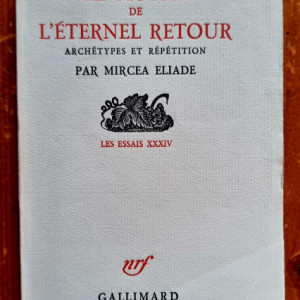 DE
L'ÉTERNEL RETOUR
ARCHÉTYPES ET RÉPÉTITION
PAR MIRCEA ELIADE
LES ESSAIS XXXIV
nrf
GALLIMARD